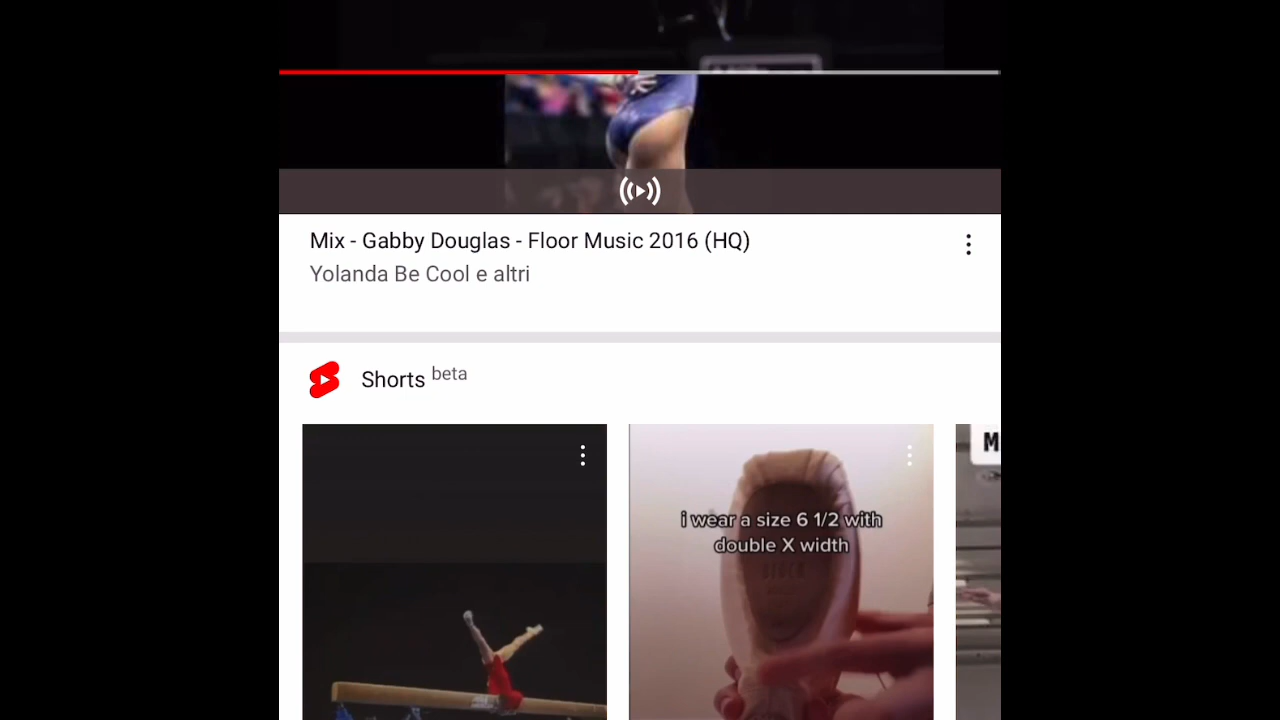 Mix - Gabby Douglas - Floor Music 2016 (HQ)
Yolanda Be Cool e altri
Shorts beta
i wear a size 6 1/2 with
double X width
M